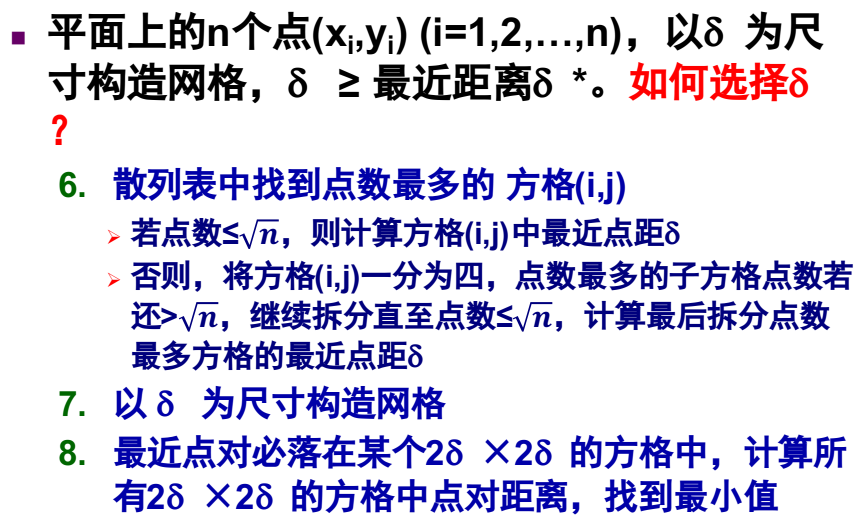 ▪ 平面上的n个点(xᵢ,yᵢ) (i=1,2,…,n)，以δ 为尺
寸构造网格，δ ≥ 最近距离δ *。如何选择δ
？
6. 散列表中找到点数最多的 方格(i,j)
➢ 若点数≤√n，则计算方格(i,j)中最近点距δ
➢ 否则，将方格(i,j)一分为四，点数最多的子方格点数若
还>√n，继续拆分直至点数≤√n，计算最后拆分点数
最多方格的最近点距δ
7. 以 δ 为尺寸构造网格
8. 最近点对必落在某个2δ ×2δ 的方格中，计算所
有2δ ×2δ 的方格中点对距离，找到最小值